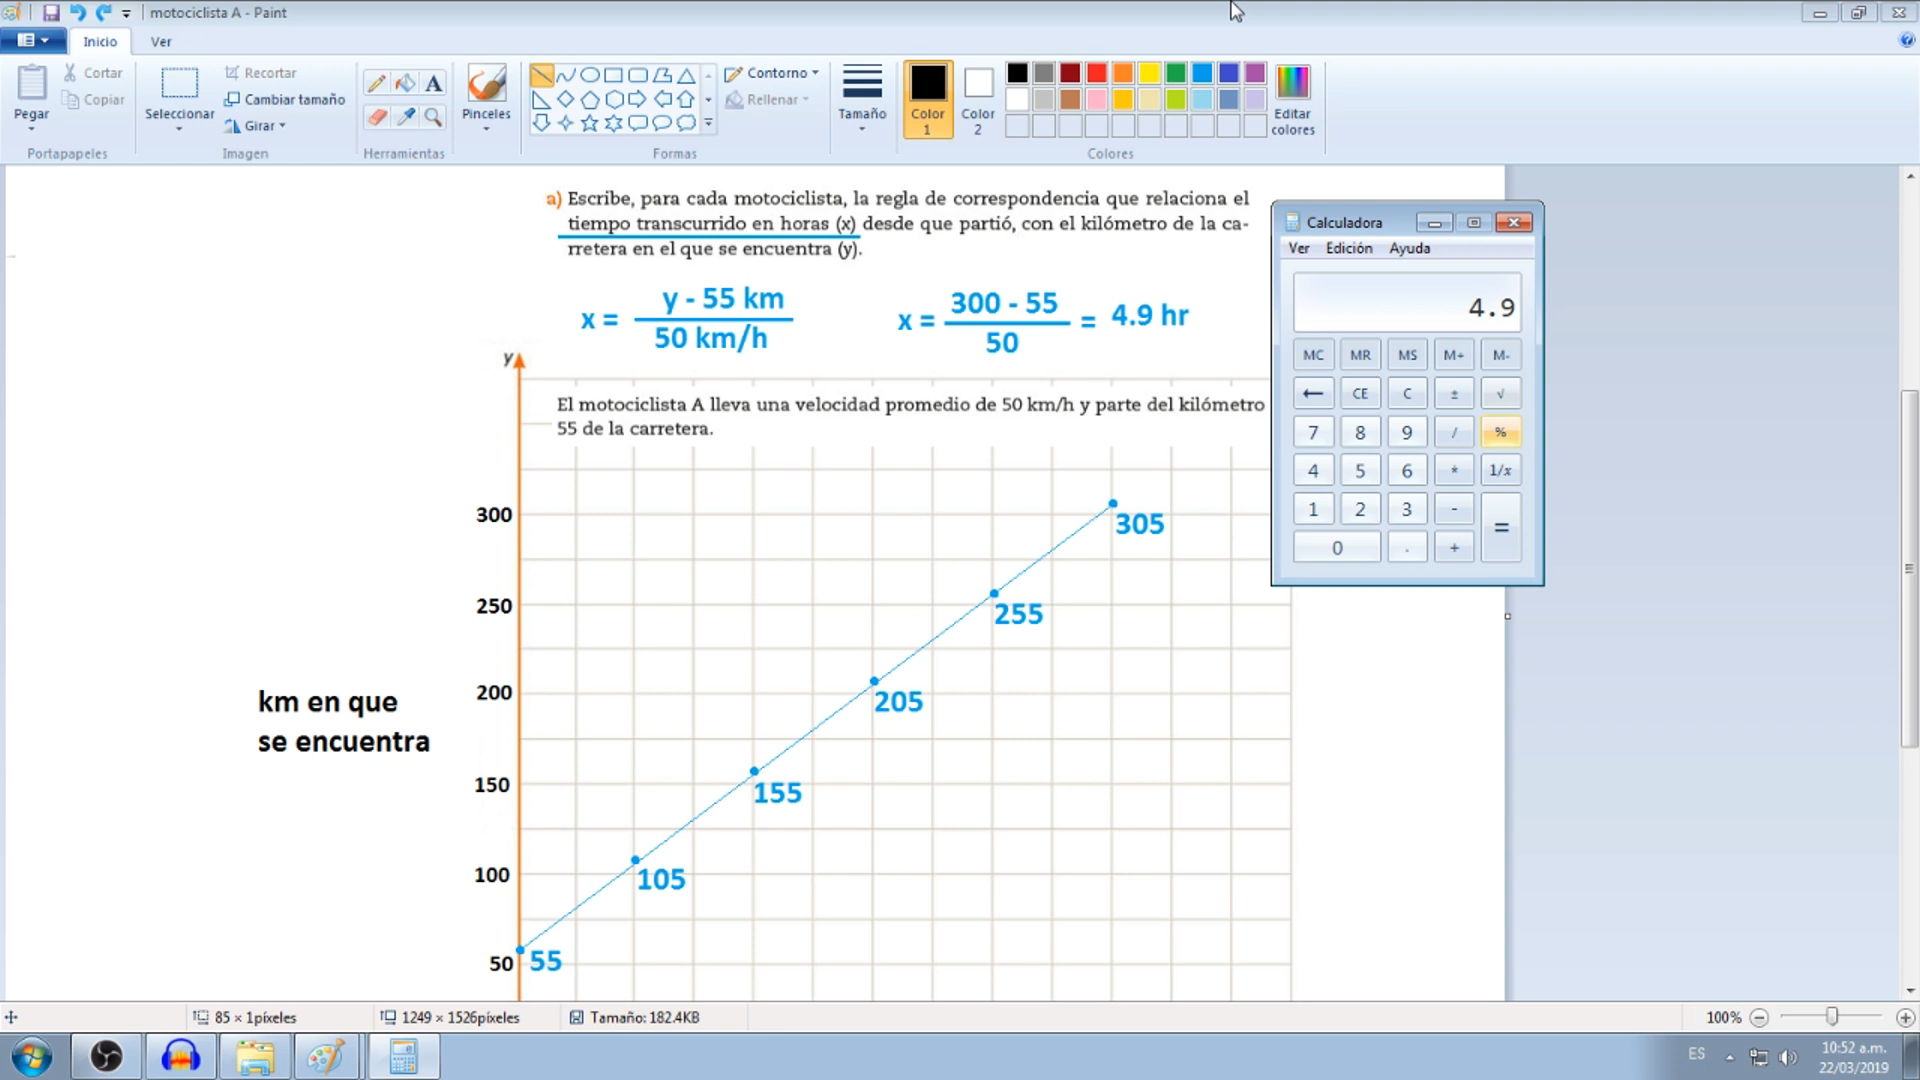 motociclista A - Paint
Inicio
Ver
Pegar
Cortar
Copiar
Portapapeles
Seleccionar
Recortar
Cambiar tamaño
Girar
Imagen
A
Herramientas
Pinceles
Contorno
Rellenar
Formas
Tamaño
Color
1
Color
2
Editar
colores
Colores
a) Escribe, para cada motociclista, la regla de correspondencia que relaciona el
tiempo transcurrido en horas (x) desde que partió, con el kilómetro de la ca-
rretera en el que se encuentra (y).
x =
y - 55 km
50 km/h
x =
300 - 55
50
= 4.9 hr
y
El motociclista A lleva una velocidad promedio de 50 km/h y parte del kilómetro
55 de la carretera.
300
250
200
150
100
50
km en que
se encuentra
305
255
205
155
105
55
Calculadora
Ver Edición Ayuda
4.9
MC MR MS M+ M-
← CE C ± √
7 8 9 / %
4 5 6 * 1/x
1 2 3 - =
0 . +
85 × 1píxeles
1249 × 1526píxeles
Tamaño: 182.4KB
100%
ES
10:52 a.m.
22/03/2019